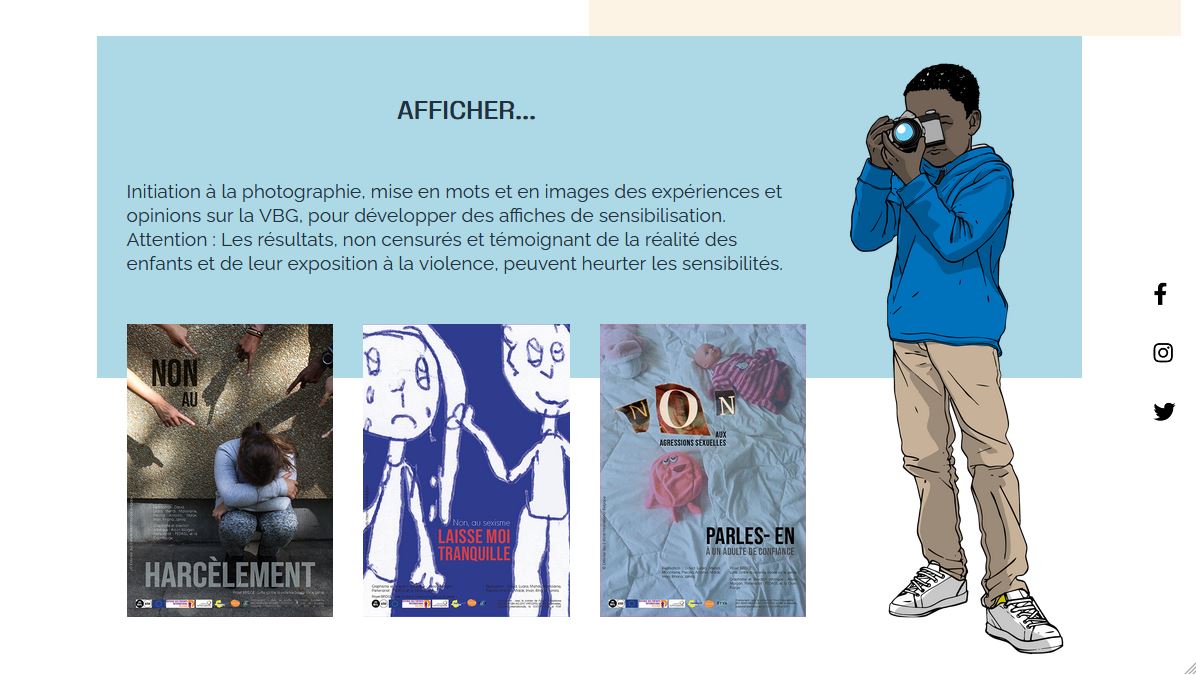 AFFICHER...
Initiation à la photographie, mise en mots et en images des expériences et
opinions sur la VBG, pour développer des affiches de sensibilisation.
Attention : Les résultats, non censurés et témoignant de la réalité des
enfants et de leur exposition à la violence, peuvent heurter les sensibilités.
NON
AU
HARCÈLEMENT
Non, au sexisme
LAISSE MOI
TRANQUILLE
NON
AUX
AGRESSIONS SEXUELLES
PARLES- EN
À UN ADULTE DE CONFIANCE